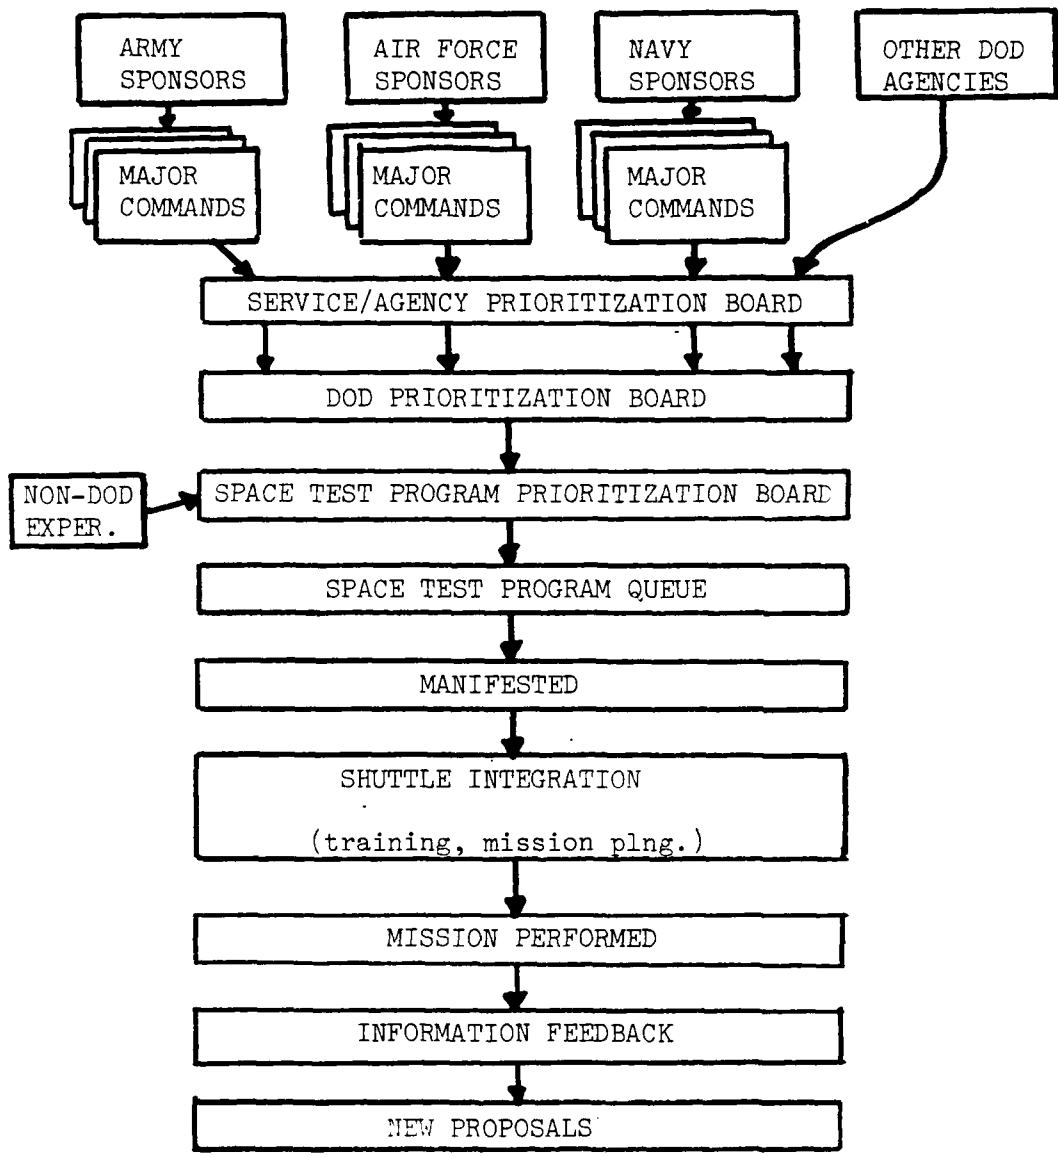 ARMY
SPONSORS
AIR FORCE
SPONSORS
NAVY
SPONSORS
OTHER DOD
AGENCIES
MAJOR
COMMANDS
MAJOR
COMMANDS
MAJOR
COMMANDS
SERVICE/AGENCY PRIORITIZATION BOARD
DOD PRIORITIZATION BOARD
NON-DOD
EXPER.
SPACE TEST PROGRAM PRIORITIZATION BOARD
SPACE TEST PROGRAM QUEUE
MANIFESTED
SHUTTLE INTEGRATION
(training, mission plng.)
MISSION PERFORMED
INFORMATION FEEDBACK
NEW PROPOSALS